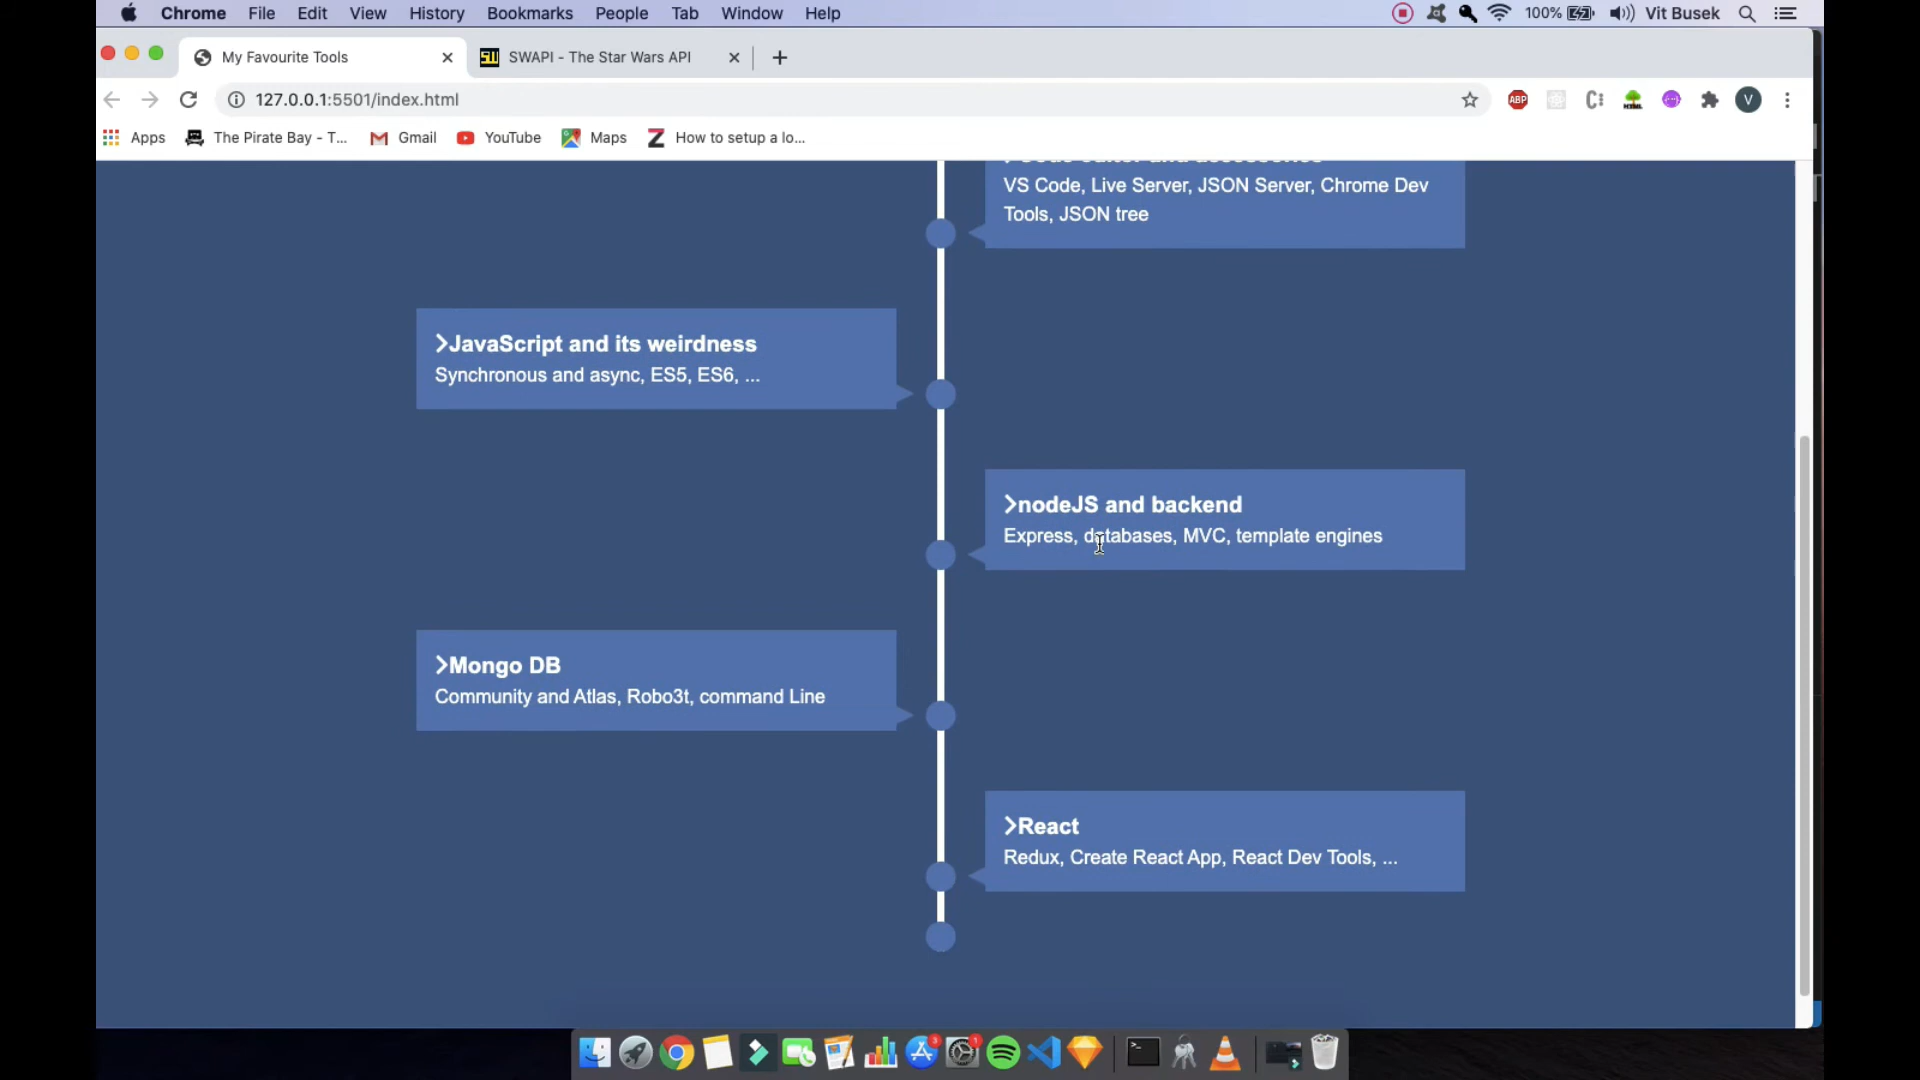 Chrome File Edit View History Bookmarks People Tab Window Help 100% Vit Busek
My Favourite Tools SWAPI - The Star Wars API
127.0.0.1:5501/index.html ABP V
Apps The Pirate Bay - T... Gmail YouTube Maps How to setup a lo...
VS Code, Live Server, JSON Server, Chrome Dev
Tools, JSON tree
JavaScript and its weirdness
Synchronous and async, ES5, ES6, ...
nodeJS and backend
Express, databases, MVC, template engines
Mongo DB
Community and Atlas, Robo3t, command Line
React
Redux, Create React App, React Dev Tools, ...